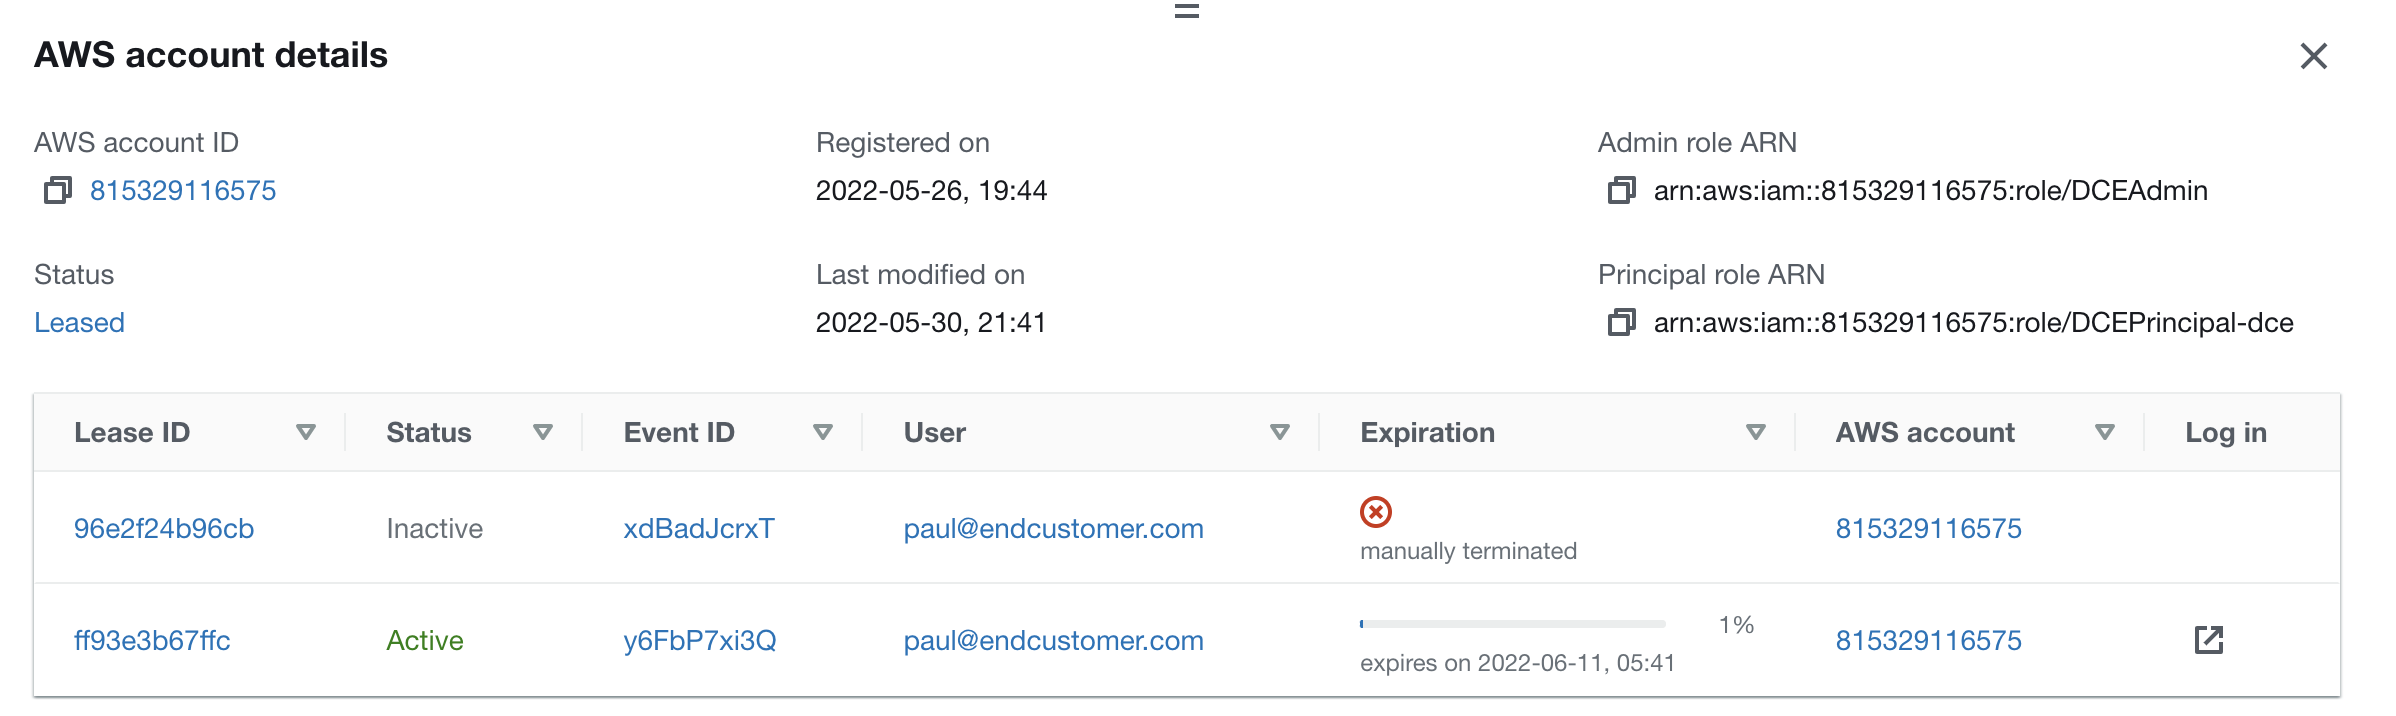 AWS account details
AWS account ID
Registered on
Admin role ARN
815329116575
2022-05-26, 19:44
arn:aws:iam::815329116575:role/DCEAdmin
Status
Last modified on
Principal role ARN
Leased
2022-05-30, 21:41
arn:aws:iam::815329116575:role/DCEPrincipal-dce
Lease ID Status Event ID User Expiration AWS account Log in
96e2f24b96cb Inactive xdBadJcrxT paul@endcustomer.com manually terminated 815329116575
ff93e3b67ffc Active y6FbP7xi3Q paul@endcustomer.com 1% 815329116575
expires on 2022-06-11, 05:41